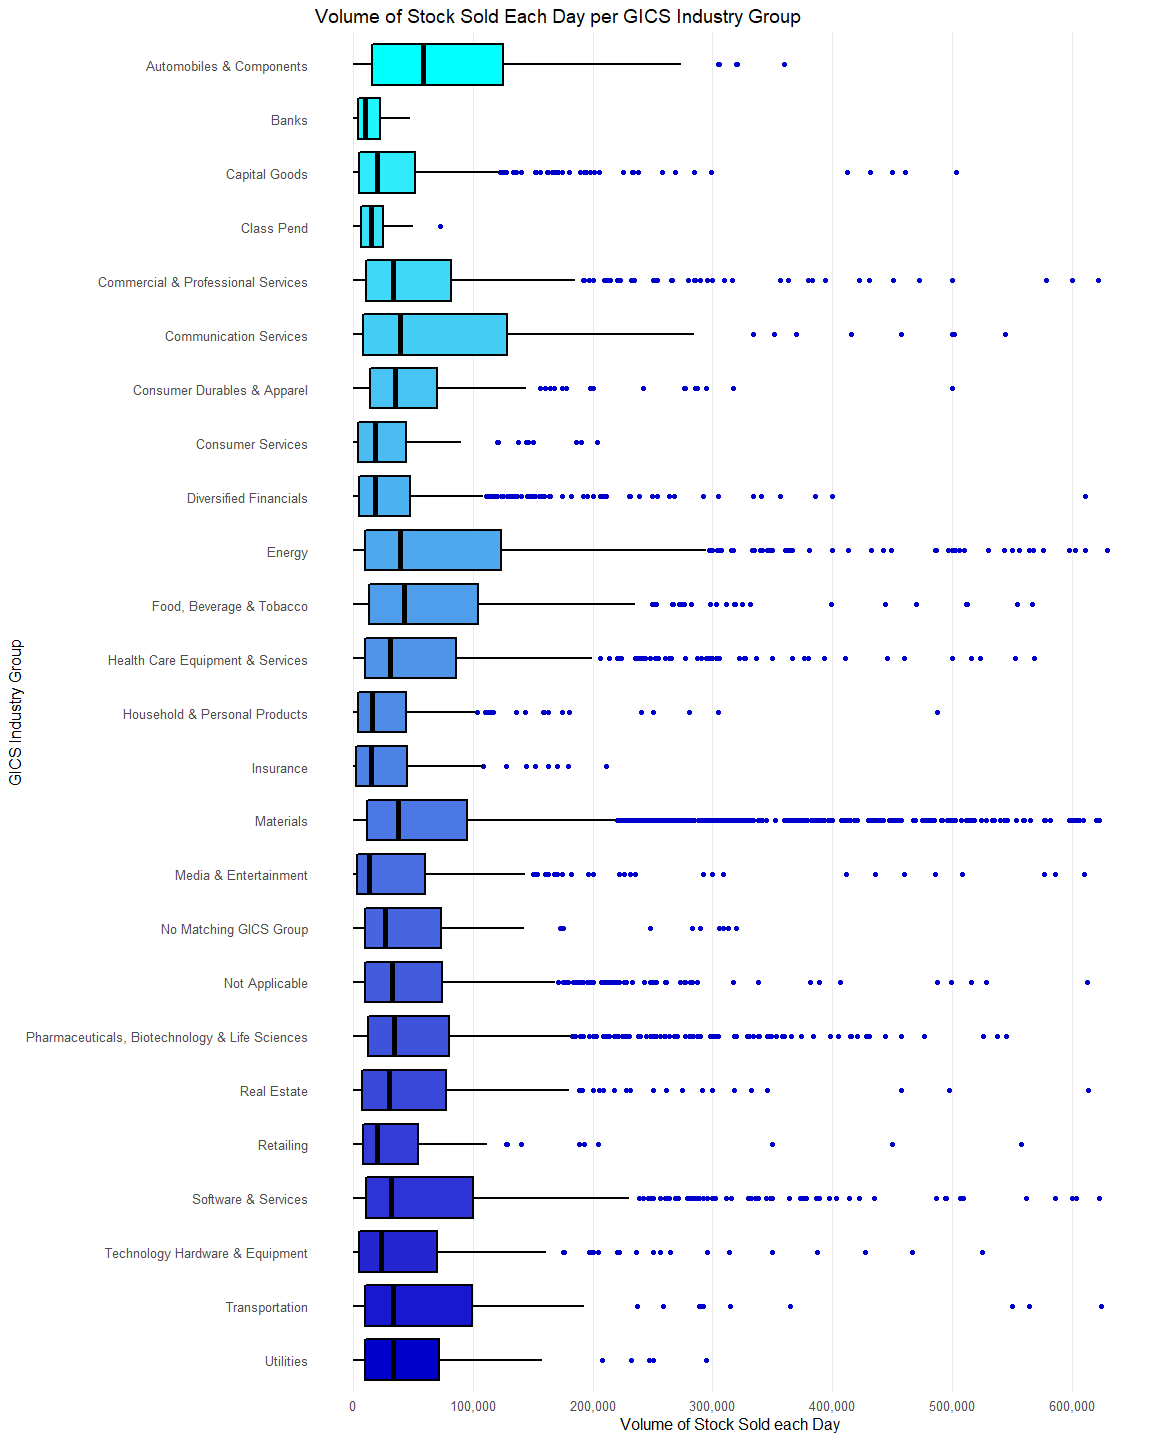 Volume of Stock Sold Each Day per GICS Industry Group
Automobiles & Components
Banks
Capital Goods
Class Pend
Commercial & Professional Services
Communication Services
Consumer Durables & Apparel
Consumer Services
Diversified Financials
Energy
Food, Beverage & Tobacco
Health Care Equipment & Services
Household & Personal Products
Insurance
Materials
Media & Entertainment
No Matching GICS Group
Not Applicable
Pharmaceuticals, Biotechnology & Life Sciences
Real Estate
Retailing
Software & Services
Technology Hardware & Equipment
Transportation
Utilities
GICS Industry Group
0 100,000 200,000 300,000 400,000 500,000 600,000
Volume of Stock Sold each Day